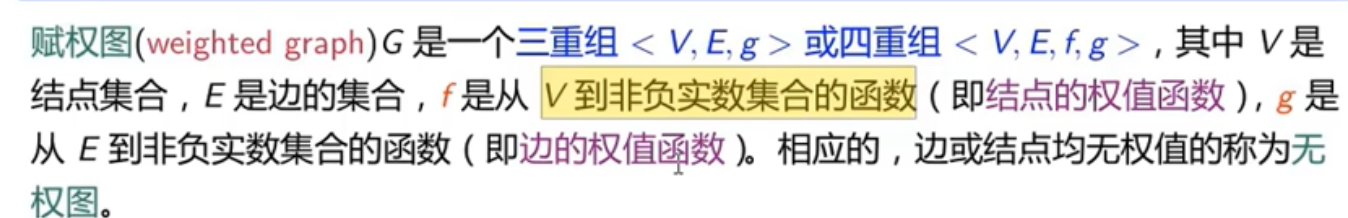 赋权图(weighted graph)G 是一个三重组 < V, E, g > 或四重组 < V, E, f, g >，其中 V 是
结点集合，E 是边的集合，f 是从 V 到非负实数集合的函数（即结点的权值函数），g 是
从 E 到非负实数集合的函数（即边的权值函数）。相应的，边或结点均无权值的称为无
权图。